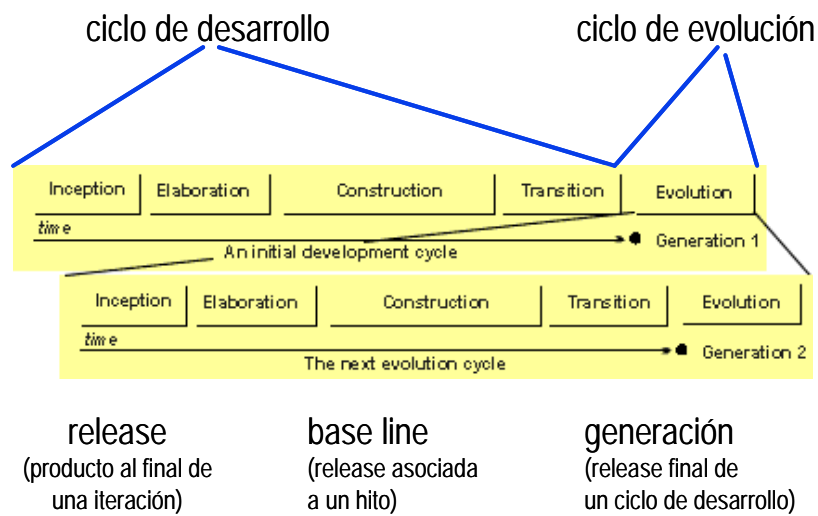 ciclo de desarrollo ciclo de evolución
Inception Elaboration Construction Transition Evolution
time
An initial development cycle
Generation 1
Inception Elaboration Construction Transition Evolution
time
The next evolution cycle
Generation 2
release base line generación
(producto al final de (release asociada (release final de
una iteración) a un hito) un ciclo de desarrollo)